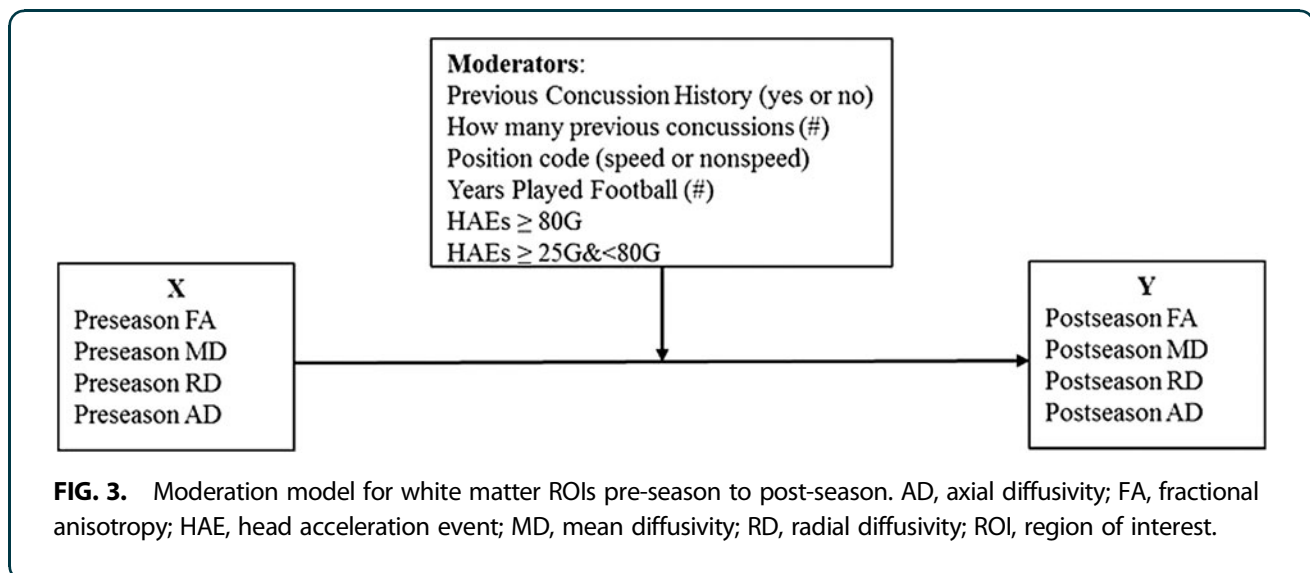 Moderators:
Previous Concussion History (yes or no)
How many previous concussions (#)
Position code (speed or nonspeed)
Years Played Football (#)
HAEs ≥ 80G
HAEs ≥ 25G&<80G
X
Preseason FA
Preseason MD
Preseason RD
Preseason AD
Y
Postseason FA
Postseason MD
Postseason RD
Postseason AD
FIG. 3. Moderation model for white matter ROIs pre-season to post-season. AD, axial diffusivity; FA, fractional
anisotropy; HAE, head acceleration event; MD, mean diffusivity; RD, radial diffusivity; ROI, region of interest.